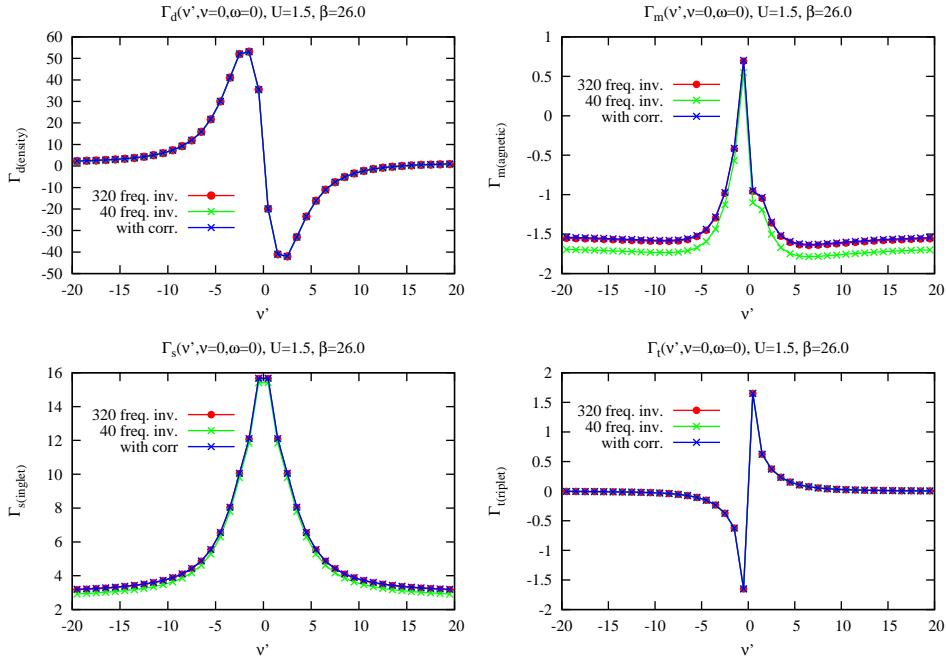 Γd(ν',ν=0,ω=0), U=1.5, β=26.0
60
50
40
30
20
10
0
-10
-20
-30
-40
-50
Γd(ensity)
320 freq. inv.
40 freq. inv.
with corr.
-20 -15 -10 -5 0 5 10 15 20
ν'
Γm(ν',ν=0,ω=0), U=1.5, β=26.0
1
0.5
0
-0.5
-1
-1.5
-2
Γm(agnetic)
320 freq. inv.
40 freq. inv.
with corr.
-20 -15 -10 -5 0 5 10 15 20
ν'
Γs(ν',ν=0,ω=0), U=1.5, β=26.0
16
14
12
10
8
6
4
2
Γs(inglet)
320 freq. inv.
40 freq. inv.
with corr
-20 -15 -10 -5 0 5 10 15 20
ν'
Γt(ν',ν=0,ω=0), U=1.5, β=26.0
2
1.5
1
0.5
0
-0.5
-1
-1.5
-2
Γt(riplet)
320 freq. inv.
40 freq. inv.
with corr.
-20 -15 -10 -5 0 5 10 15 20
ν'